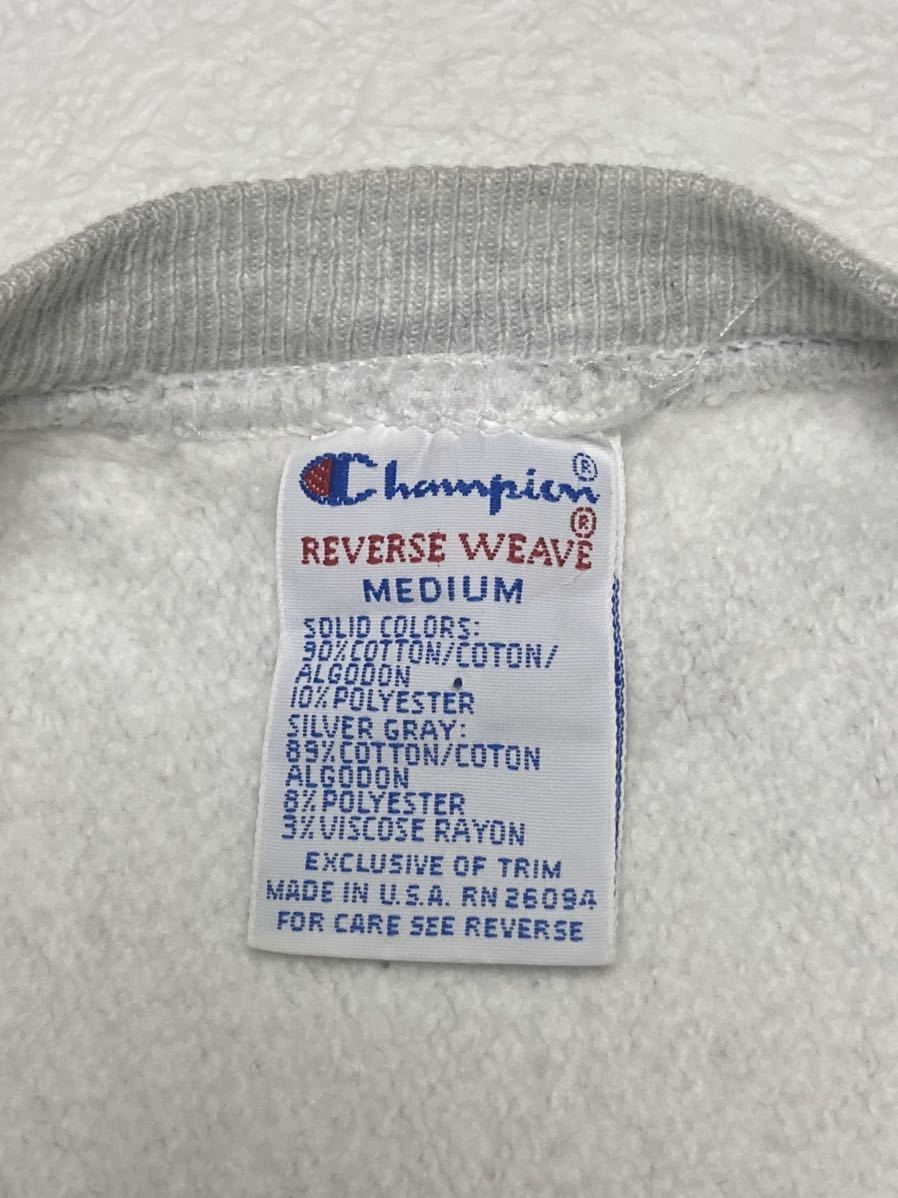 Champion®
REVERSE WEAVE®
MEDIUM
SOLID COLORS:
90% COTTON/COTON/
ALGODON
10% POLYESTER
SILVER GRAY:
89% COTTON/COTON
ALGODON
8% POLYESTER
3% VISCOSE RAYON
EXCLUSIVE OF TRIM
MADE IN U.S.A. RN 26094
FOR CARE SEE REVERSE